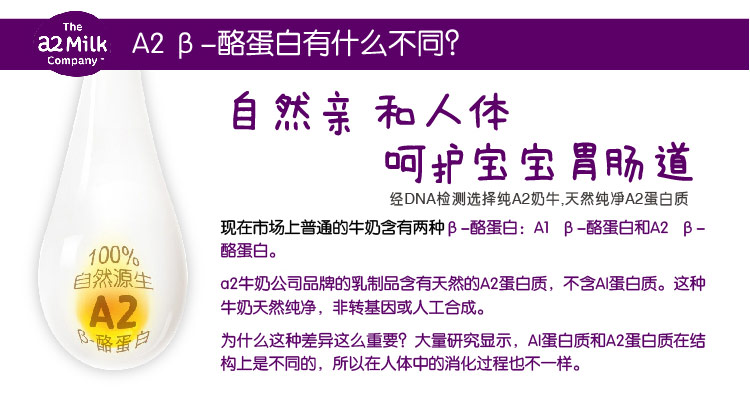 The
a2 Milk
Company™
A2 β-酪蛋白有什么不同?
自然亲和人体
呵护宝宝胃肠道
经DNA检测选择纯A2奶牛,天然纯净A2蛋白质
现在市场上普通的牛奶含有两种β-酪蛋白：A1 β-酪蛋白和A2 β-
酪蛋白。
a2牛奶公司品牌的乳制品含有天然的A2蛋白质，不含AI蛋白质。这种
牛奶天然纯净，非转基因或人工合成。
为什么这种差异这么重要？大量研究显示，AI蛋白质和A2蛋白质在结
构上是不同的，所以在人体中的消化过程也不一样。
100%
自然源生
A2
β-酪蛋白